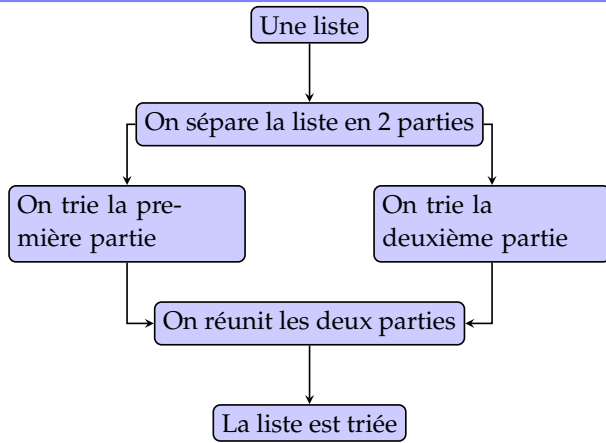 Une liste
On sépare la liste en 2 parties
On trie la pre-
mière partie
On trie la
deuxième partie
On réunit les deux parties
La liste est triée